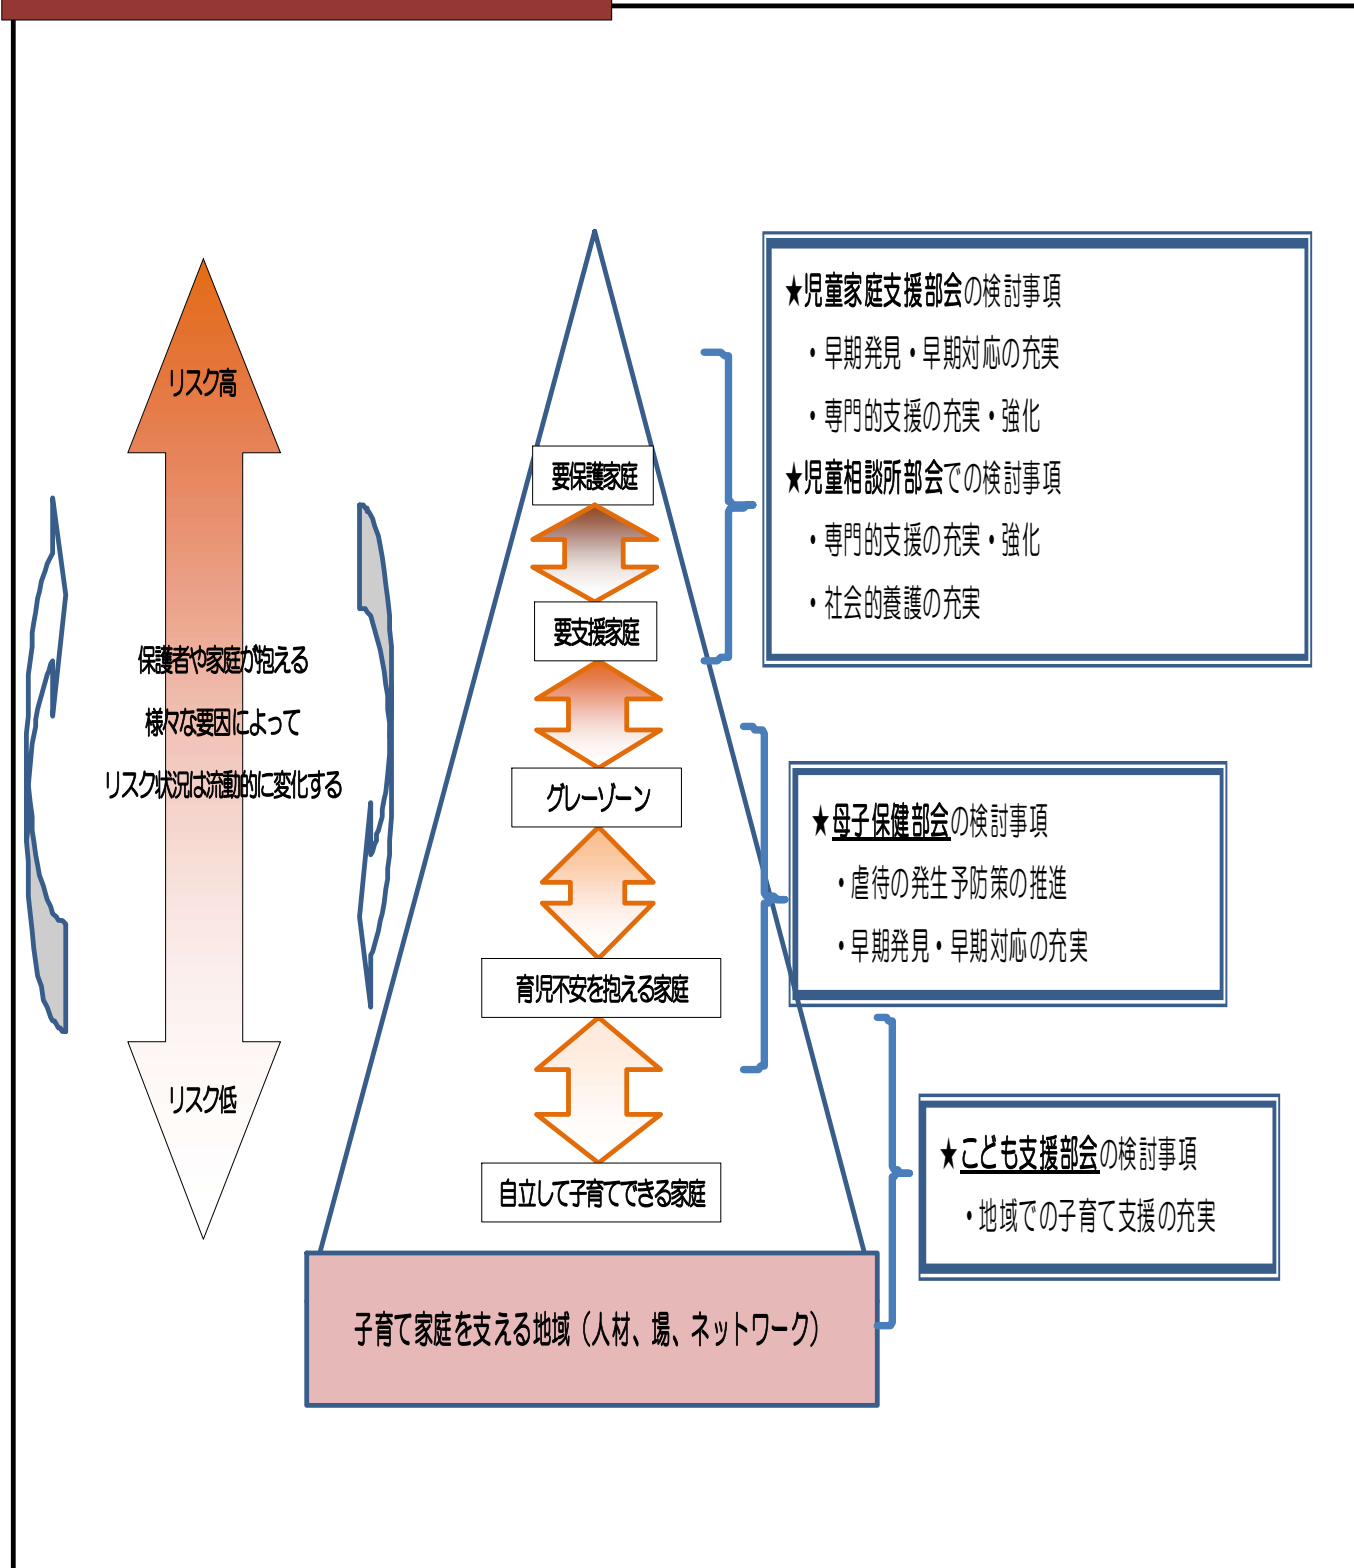 リスク高
保護者や家庭が抱える
様々な要因によって
リスク状況は流動的に変化する
リスク低
要保護家庭
要支援家庭
グレーゾーン
育児不安を抱える家庭
自立して子育てできる家庭
子育て家庭を支える地域（人材、場、ネットワーク）
★児童家庭支援部会の検討事項
・早期発見・早期対応の充実
・専門的支援の充実・強化
★児童相談所部会での検討事項
・専門的支援の充実・強化
・社会的養護の充実
★母子保健部会の検討事項
・虐待の発生予防策の推進
・早期発見・早期対応の充実
★こども支援部会の検討事項
・地域での子育て支援の充実